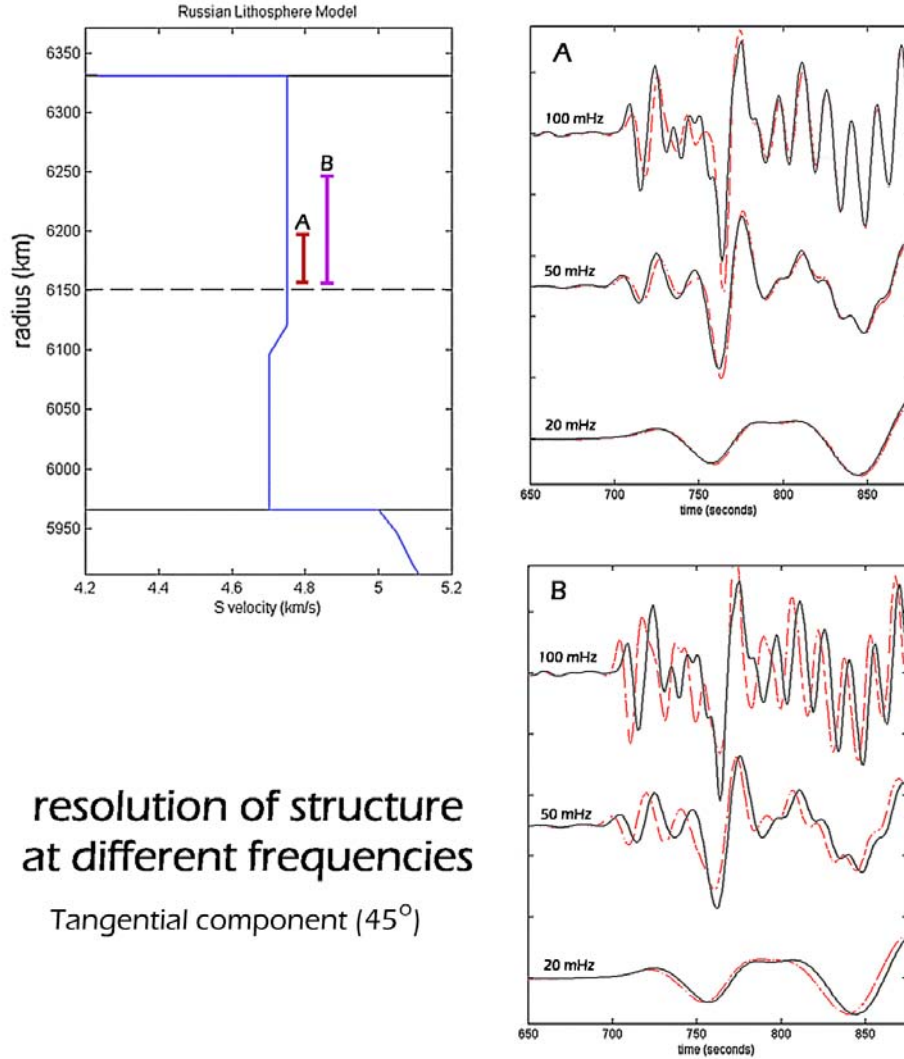 Russian Lithosphere Model
6350
6300
6250
6200
6150
6100
6050
6000
5950
radius (km)
A
B
4.2 4.4 4.6 4.8 5 5.2
S velocity (km/s)
A
100 mHz
50 mHz
20 mHz
650 700 750 800 850
time (seconds)
B
100 mHz
50 mHz
20 mHz
650 700 750 800 850
time (seconds)
resolution of structure
at different frequencies
Tangential component (45°)